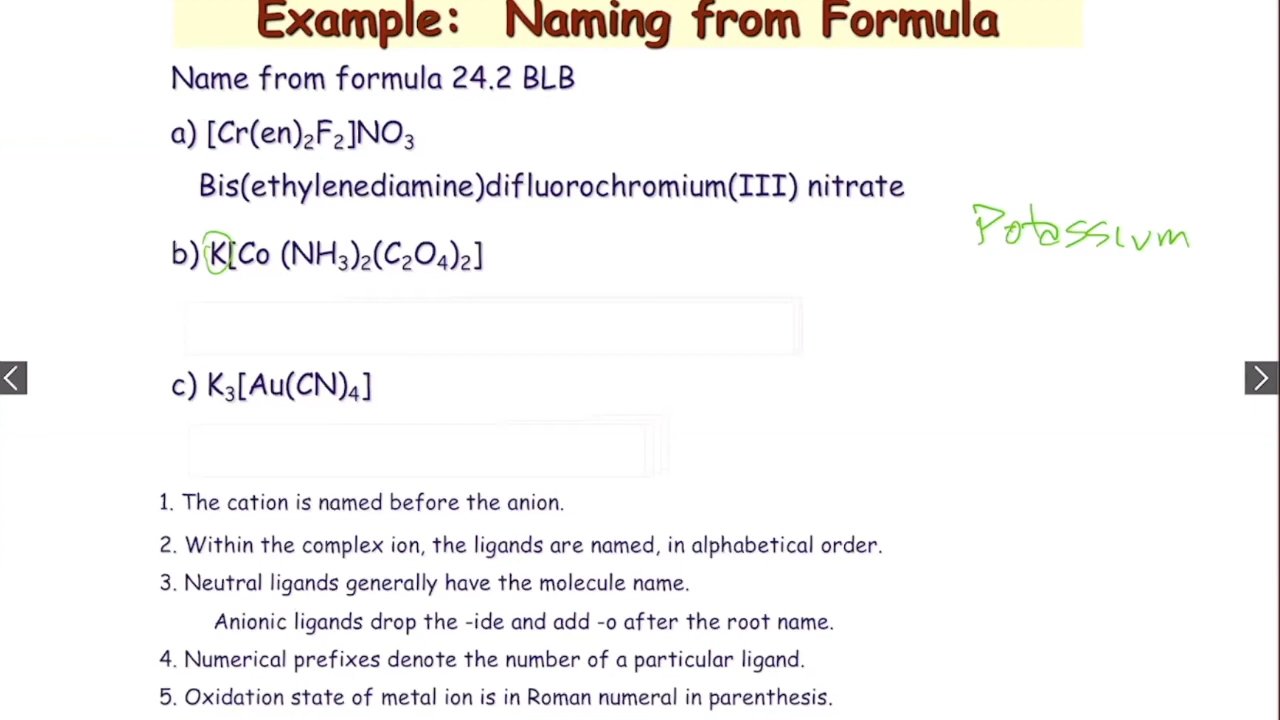 Example: Naming from Formula
Name from formula 24.2 BLB
a) [Cr(en)₂F₂]NO₃
Bis(ethylenediamine)difluorochromium(III) nitrate
Potassium
b) K[Co (NH₃)₂(C₂O₄)₂]
c) K₃[Au(CN)₄]
1. The cation is named before the anion.
2. Within the complex ion, the ligands are named, in alphabetical order.
3. Neutral ligands generally have the molecule name.
Anionic ligands drop the -ide and add -o after the root name.
4. Numerical prefixes denote the number of a particular ligand.
5. Oxidation state of metal ion is in Roman numeral in parenthesis.